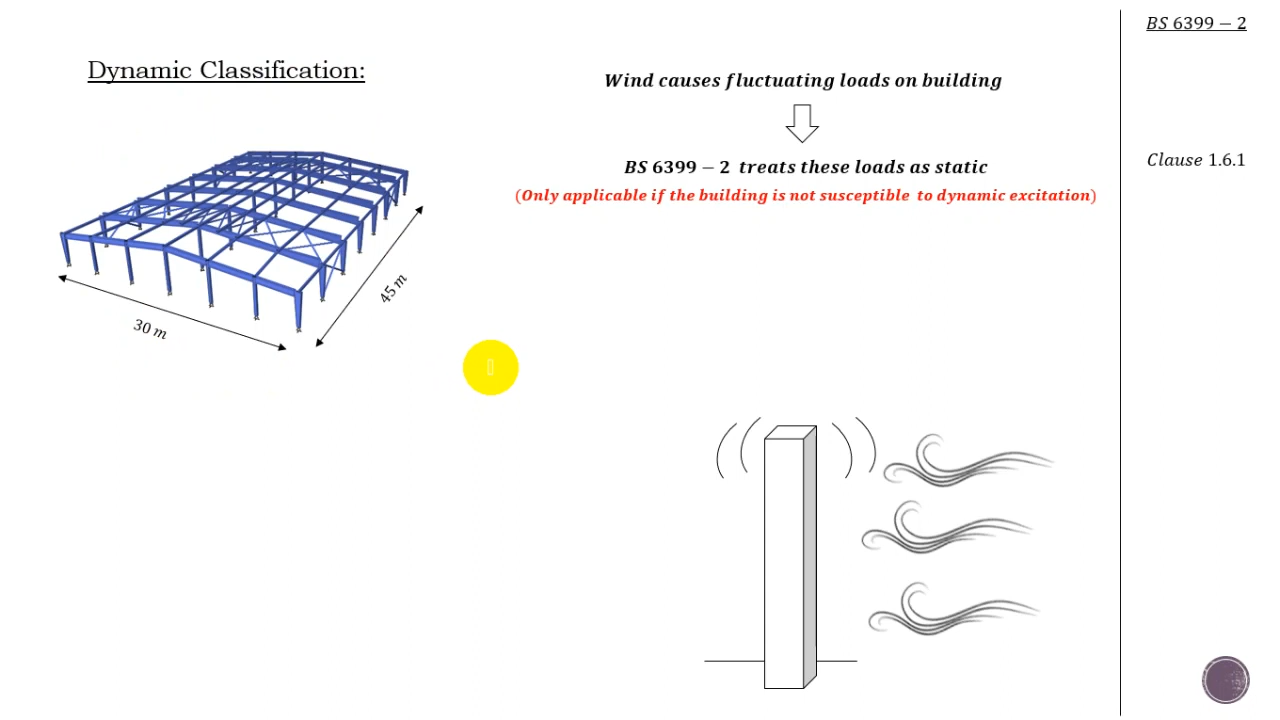 BS 6399 − 2
Dynamic Classification:
Wind causes fluctuating loads on building
BS 6399 − 2 treats these loads as static
Clause 1.6.1
(Only applicable if the building is not susceptible to dynamic excitation)
45 m
30 m